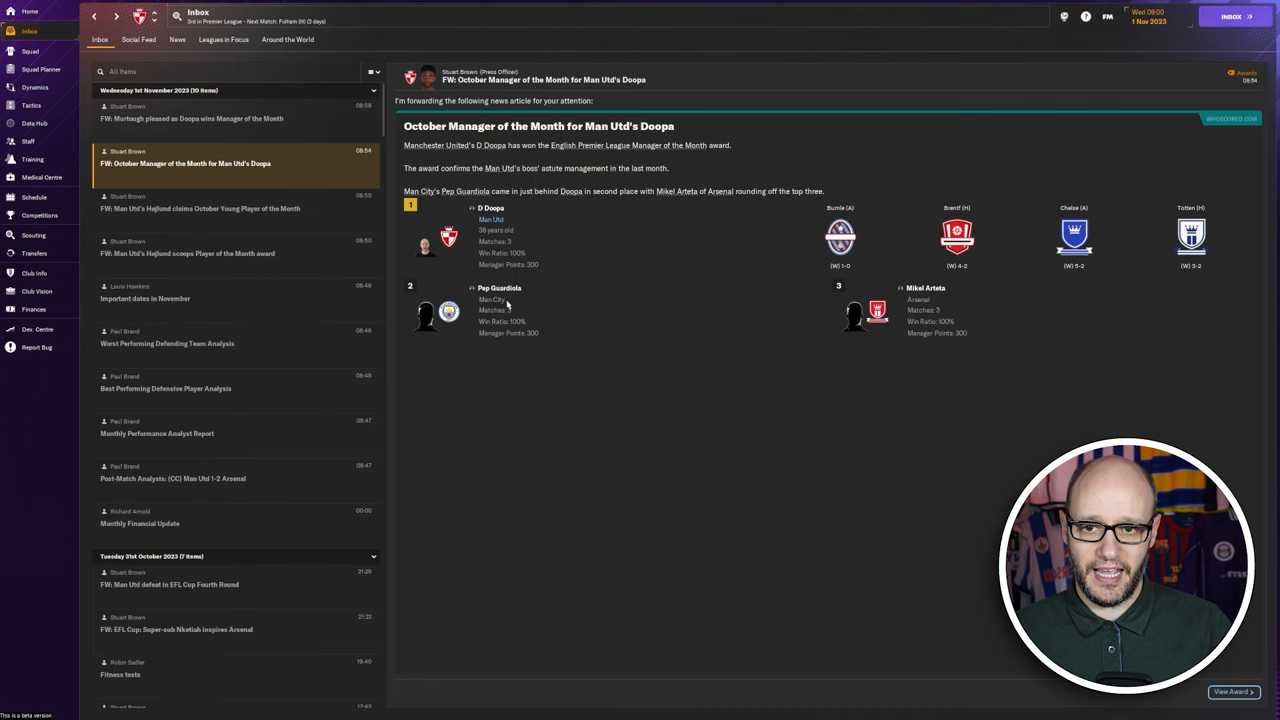 Home
Inbox
Squad
Squad Planner
Dynamics
Tactics
Data Hub
Staff
Training
Medical Centre
Schedule
Competitions
Scouting
Transfers
Club Info
Club Vision
Finances
Dev. Centre
Report Bug
This is a beta version
Inbox
3rd in Premier League - Next Match: Fulham (H) (3 days)
FM
Wed 09:00
1 Nov 2023
INBOX
Inbox Social Feed News Leagues in Focus Around the World
All Items
Wednesday 1st November 2023 (10 Items)
Stuart Brown 08:58
FW: Murtough pleased as Doopa wins Manager of the Month
Stuart Brown 08:54
FW: October Manager of the Month for Man Utd's Doopa
Stuart Brown 08:50
FW: Man Utd's Højlund claims October Young Player of the Month
Stuart Brown 08:50
FW: Man Utd's Højlund scoops Player of the Month award
Louis Hawkins 08:48
Important dates in November
Paul Brand 08:48
Worst Performing Defending Team Analysis
Paul Brand 08:48
Best Performing Defensive Player Analysis
Paul Brand 08:47
Monthly Performance Analyst Report
Paul Brand 08:47
Post-Match Analysis: (CC) Man Utd 1-2 Arsenal
Richard Arnold 00:00
Monthly Financial Update
Tuesday 31st October 2023 (7 Items)
Stuart Brown 21:29
FW: Man Utd defeat in EFL Cup Fourth Round
Stuart Brown 21:22
FW: EFL Cup: Super-sub Nketiah inspires Arsenal
Robin Sadler 19:40
Fitness tests
Stuart Brown (Press Officer)
FW: October Manager of the Month for Man Utd's Doopa
Awards
08:54
I'm forwarding the following news article for your attention:
WHOSCORED.COM
October Manager of the Month for Man Utd's Doopa
Manchester United's D Doopa has won the English Premier League Manager of the Month award.
The award confirms the Man Utd's boss' astute management in the last month.
Man City's Pep Guardiola came in just behind Doopa in second place with Mikel Arteta of Arsenal rounding off the top three.
1
D Doopa
Man Utd
38 years old
Matches: 3
Win Ratio: 100%
Manager Points: 300
Burnle (A) Brentf (H) Chelse (A) Totten (H)
(W) 1-0 (W) 4-2 (W) 5-2 (W) 3-2
2
Pep Guardiola
Man City
Matches: 3
Win Ratio: 100%
Manager Points: 300
3
Mikel Arteta
Arsenal
Matches: 3
Win Ratio: 100%
Manager Points: 300
View Award